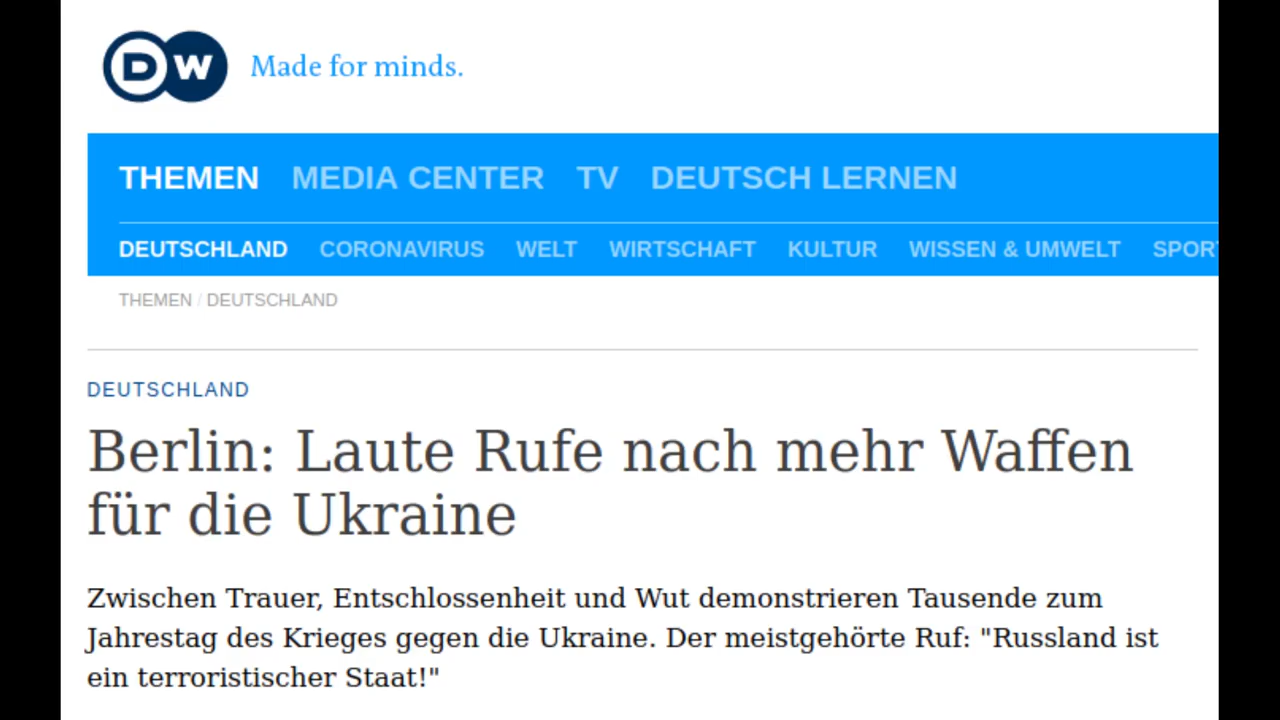 DW Made for minds.
THEMEN MEDIA CENTER TV DEUTSCH LERNEN
DEUTSCHLAND CORONAVIRUS WELT WIRTSCHAFT KULTUR WISSEN & UMWELT SPORT
THEMEN / DEUTSCHLAND
DEUTSCHLAND
Berlin: Laute Rufe nach mehr Waffen
für die Ukraine
Zwischen Trauer, Entschlossenheit und Wut demonstrieren Tausende zum
Jahrestag des Krieges gegen die Ukraine. Der meistgehörte Ruf: "Russland ist
ein terroristischer Staat!"